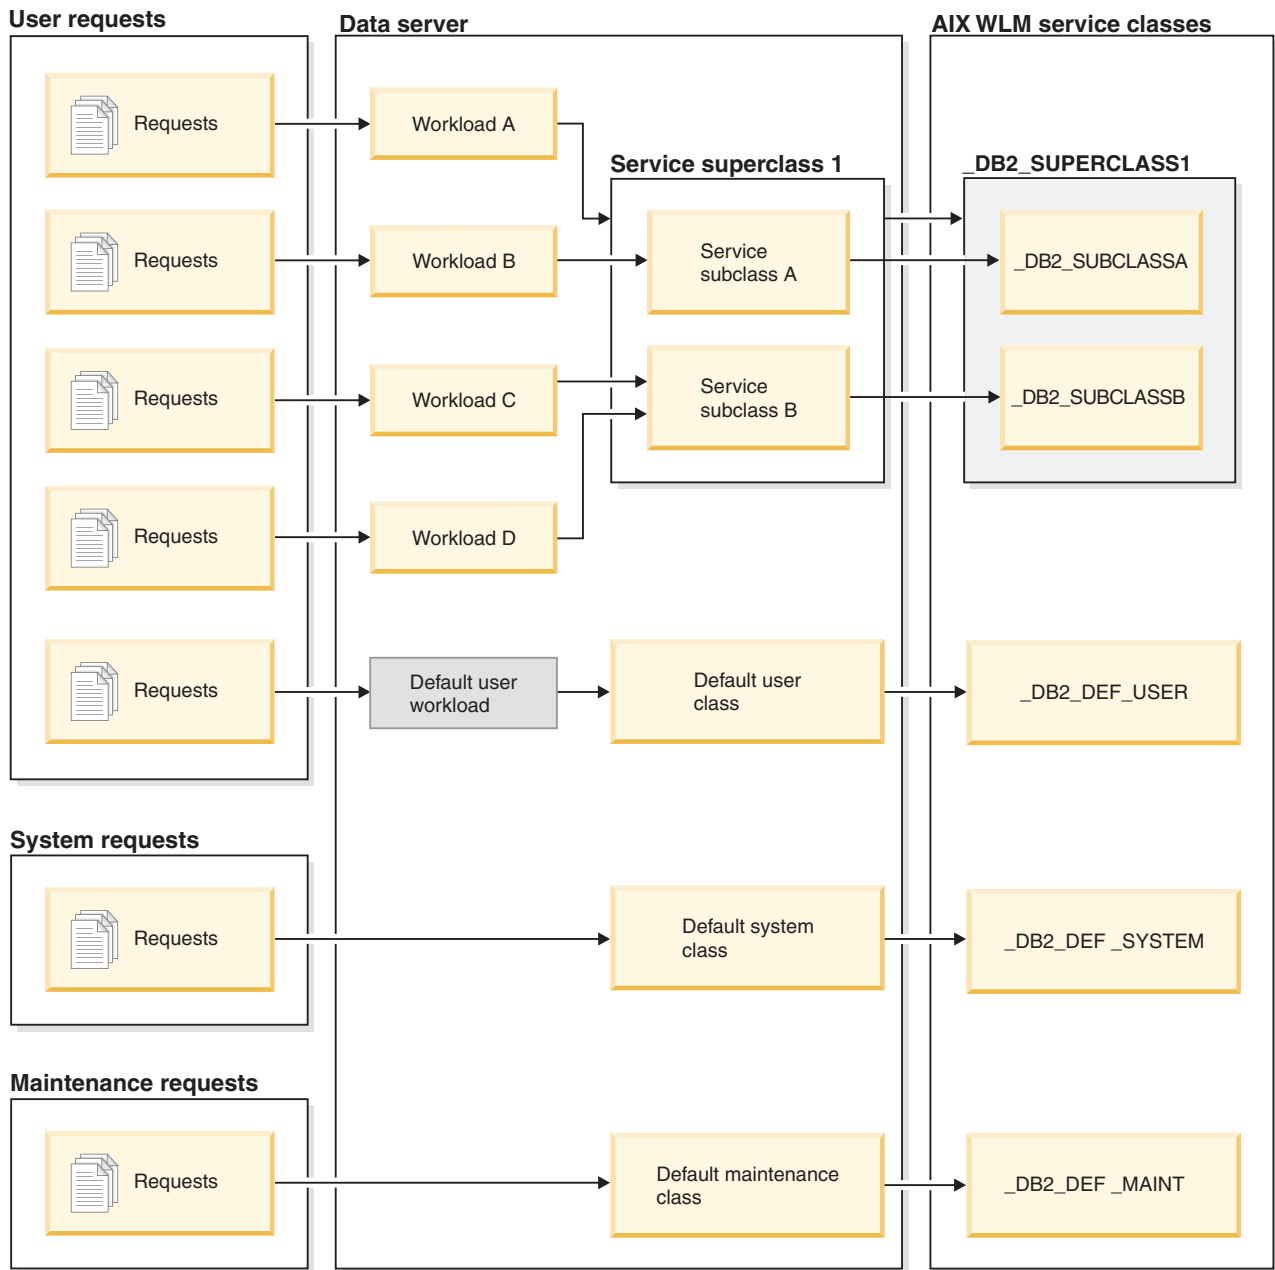 User requests
Data server
AIX WLM service classes
Requests
Workload A
Service superclass 1
_DB2_SUPERCLASS1
Requests
Workload B
Service
subclass A
_DB2_SUBCLASSA
Requests
Workload C
Service
subclass B
_DB2_SUBCLASSB
Requests
Workload D
Requests
Default user
workload
Default user
class
_DB2_DEF_USER
System requests
Requests
Default system
class
_DB2_DEF _SYSTEM
Maintenance requests
Requests
Default maintenance
class
_DB2_DEF _MAINT